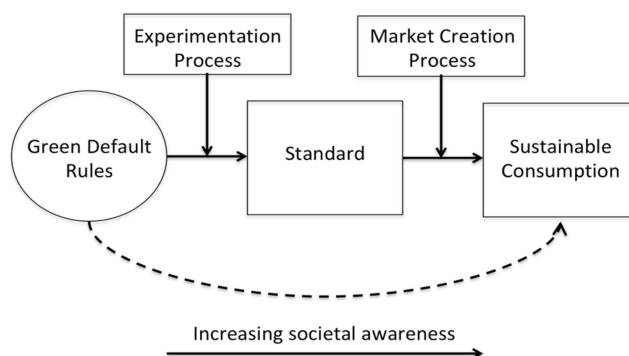 Experimentation
Process
Market Creation
Process
Green Default
Rules
Standard
Sustainable
Consumption
Increasing societal awareness